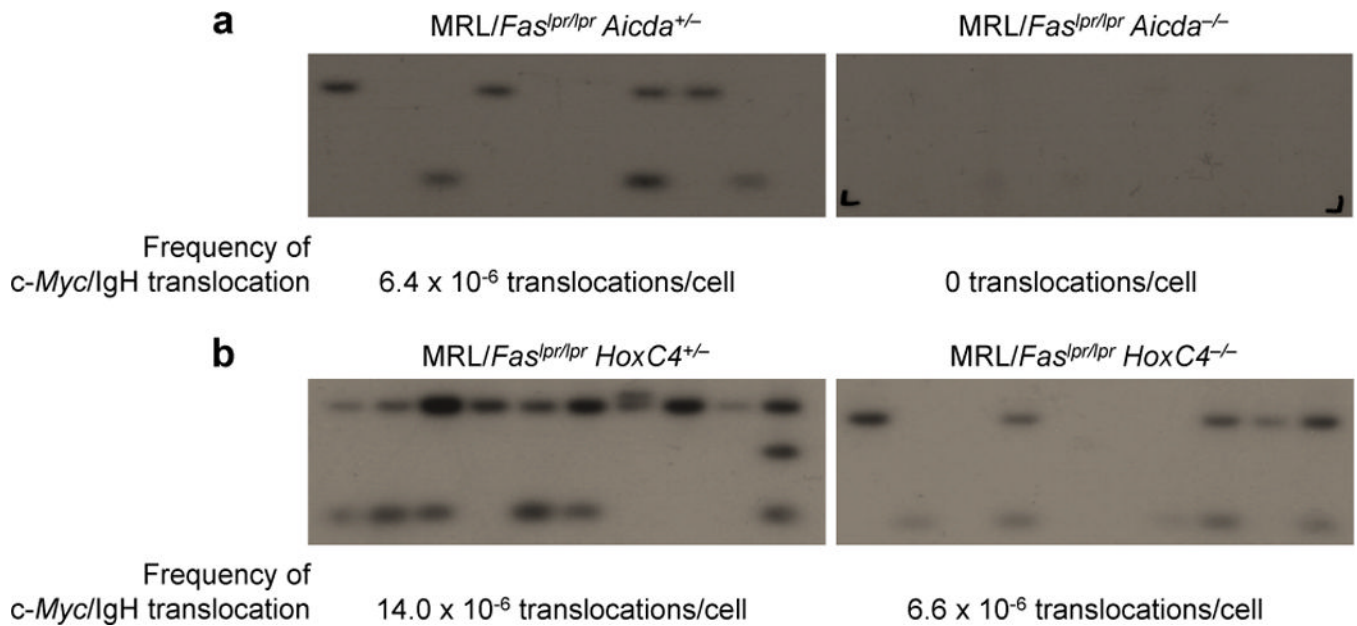 a
MRL/Fas^lpr/lpr Aicda^+/– MRL/Fas^lpr/lpr Aicda^–/–
Frequency of
c-Myc/IgH translocation 6.4 x 10^-6 translocations/cell 0 translocations/cell
b
MRL/Fas^lpr/lpr HoxC4^+/– MRL/Fas^lpr/lpr HoxC4^–/–
Frequency of
c-Myc/IgH translocation 14.0 x 10^-6 translocations/cell 6.6 x 10^-6 translocations/cell